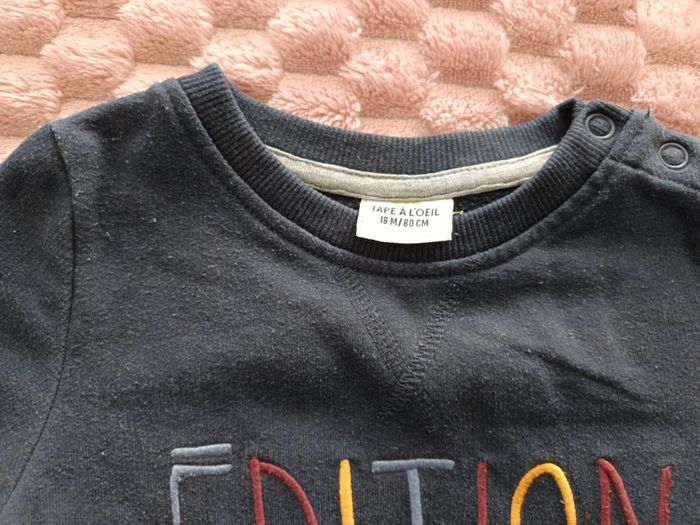 TAPE À L'OEIL
18 M/80 CM
EDITION